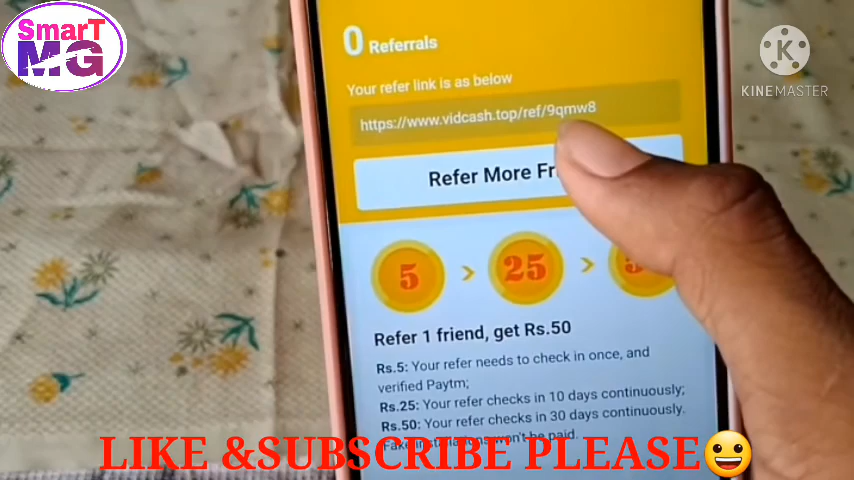 SmarT
MG
KINEMASTER
0 Referrals
Your refer link is as below
https://www.vidcash.top/ref/9qmw8
Refer More
5 > 25 >
Refer 1 friend, get Rs.50
Rs.5: Your refer needs to check in once, and
verified Paytm;
Rs.25: Your refer checks in 10 days continuously;
Rs.50: Your refer checks in 30 days continuously.
Fake installations won't be paid.
LIKE &SUBSCRIBE PLEASE😀